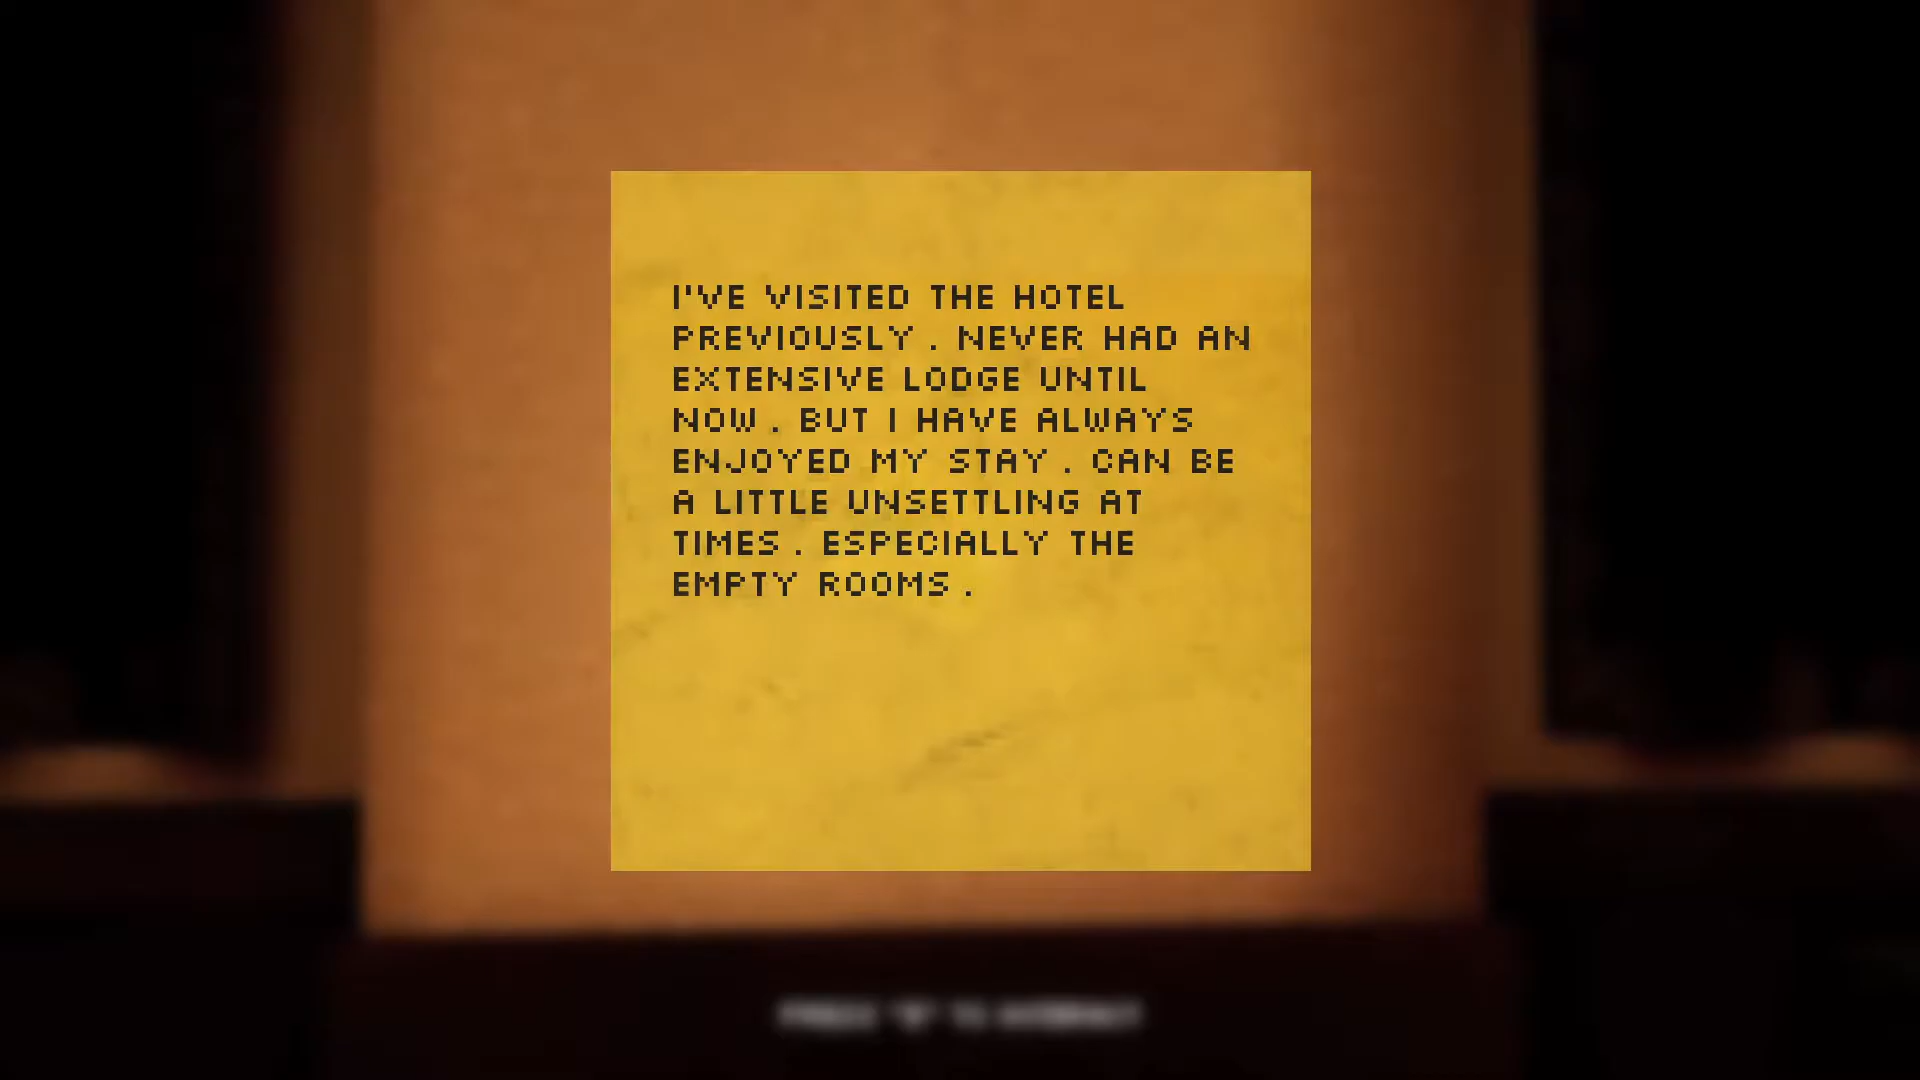 I'VE VISITED THE HOTEL
PREVIOUSLY. NEVER HAD AN
EXTENSIVE LODGE UNTIL
NOW. BUT I HAVE ALWAYS
ENJOYED MY STAY. CAN BE
A LITTLE UNSETTLING AT
TIMES. ESPECIALLY THE
EMPTY ROOMS.